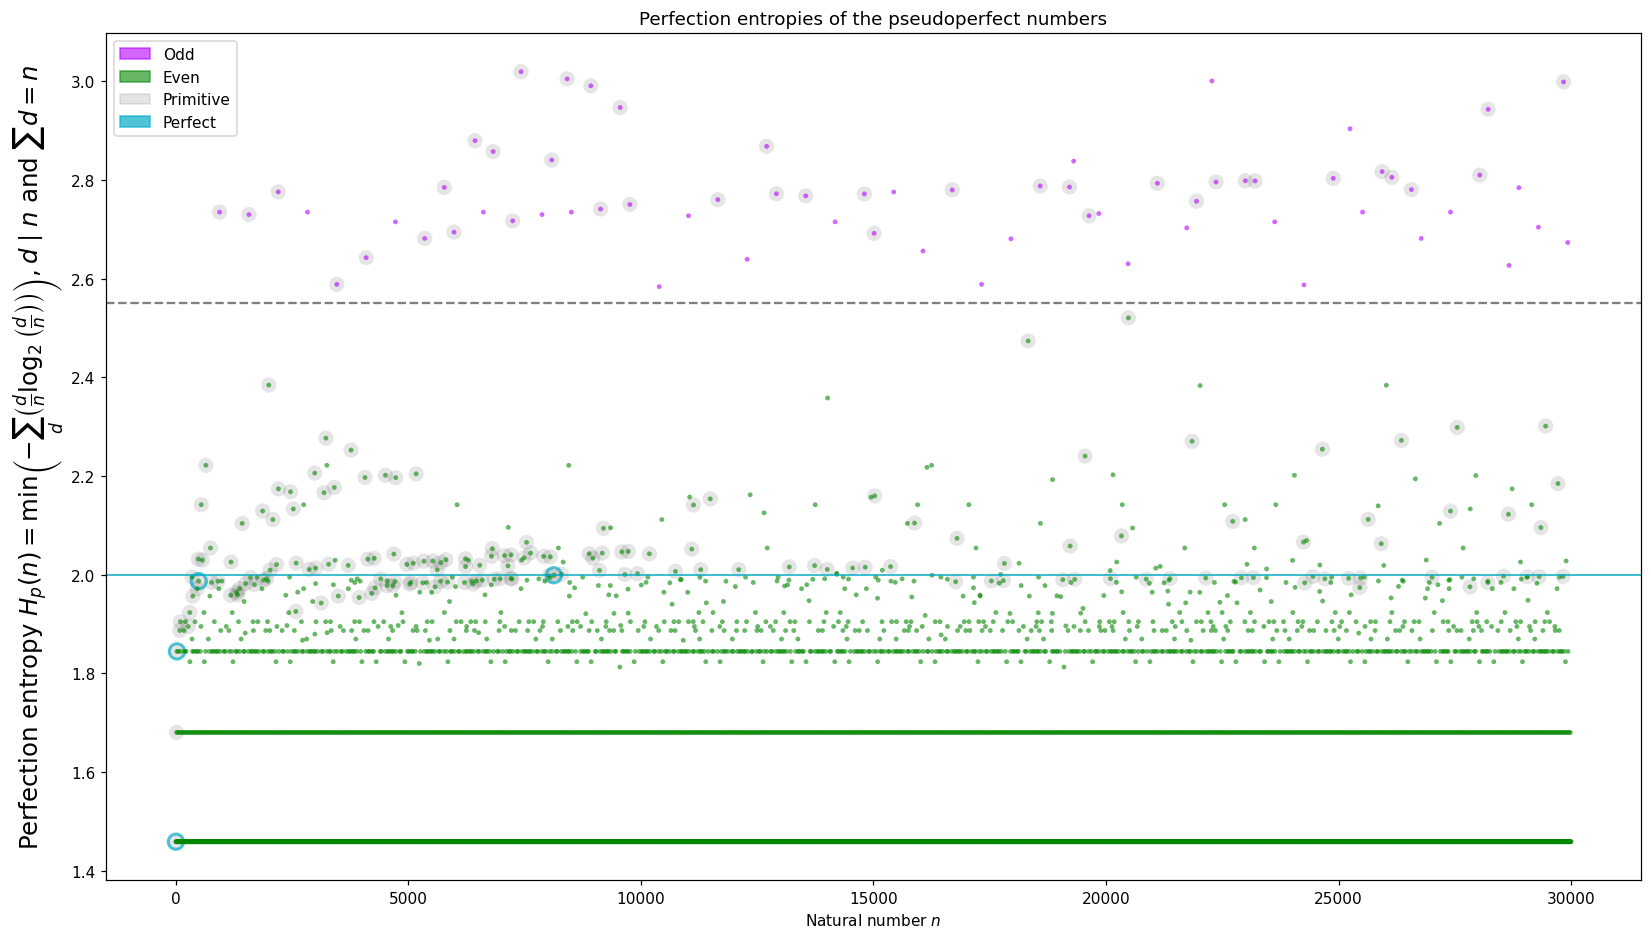 Perfection entropies of the pseudoperfect numbers
Odd
Even
Primitive
Perfect
Perfection entropy H_p(n) = min(−∑_d (d/n log₂ (d/n))), d | n and ∑d = n
3.0
2.8
2.6
2.4
2.2
2.0
1.8
1.6
1.4
0 5000 10000 15000 20000 25000 30000
Natural number n